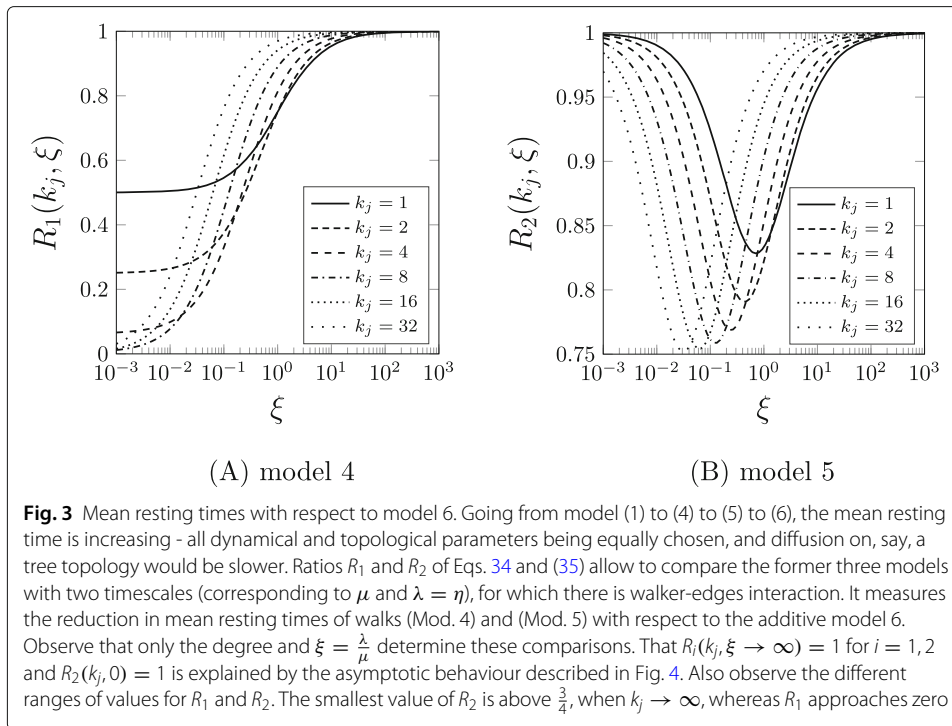 1
0.8
0.6
0.4
0.2
0
R₁(kⱼ, ξ)
kⱼ = 1
kⱼ = 2
kⱼ = 4
kⱼ = 8
kⱼ = 16
kⱼ = 32
10⁻³ 10⁻² 10⁻¹ 10⁰ 10¹ 10² 10³
ξ
(A) model 4
1
0.95
0.9
0.85
0.8
0.75
R₂(kⱼ, ξ)
kⱼ = 1
kⱼ = 2
kⱼ = 4
kⱼ = 8
kⱼ = 16
kⱼ = 32
10⁻³ 10⁻² 10⁻¹ 10⁰ 10¹ 10² 10³
ξ
(B) model 5
Fig. 3 Mean resting times with respect to model 6. Going from model (1) to (4) to (5) to (6), the mean resting
time is increasing - all dynamical and topological parameters being equally chosen, and diffusion on, say, a
tree topology would be slower. Ratios R₁ and R₂ of Eqs. 34 and (35) allow to compare the former three models
with two timescales (corresponding to μ and λ = η), for which there is walker-edges interaction. It measures
the reduction in mean resting times of walks (Mod. 4) and (Mod. 5) with respect to the additive model 6.
Observe that only the degree and ξ = λ/μ determine these comparisons. That Rᵢ(kⱼ, ξ → ∞) = 1 for i = 1, 2
and R₂(kⱼ, 0) = 1 is explained by the asymptotic behaviour described in Fig. 4. Also observe the different
ranges of values for R₁ and R₂. The smallest value of R₂ is above 3/4, when kⱼ → ∞, whereas R₁ approaches zero